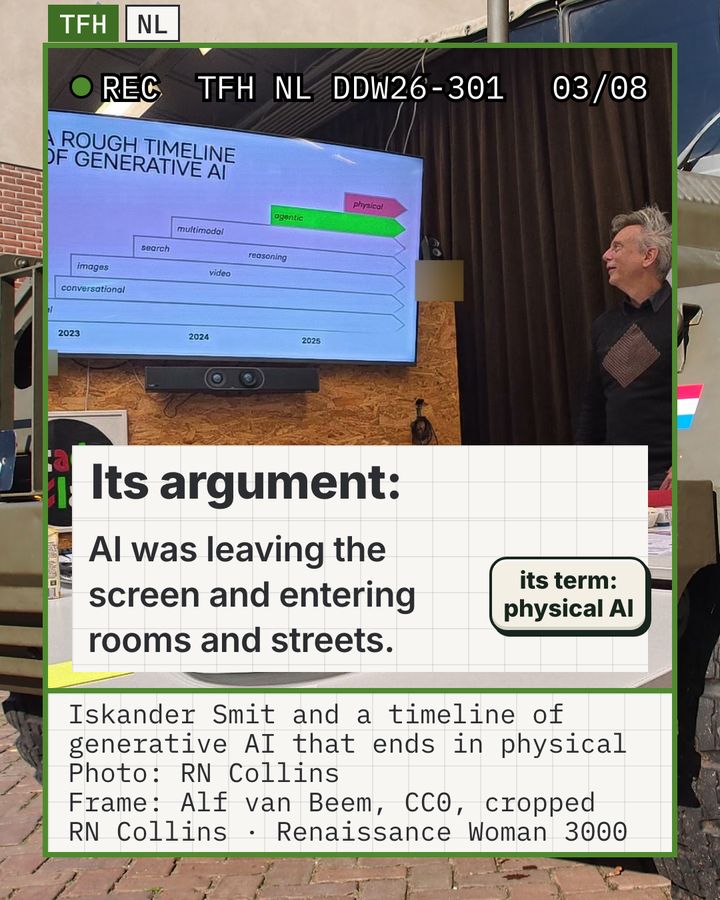 TFH NL
REC TFH NL DDW26-301 03/08
A ROUGH TIMELINE
OF GENERATIVE AI
physical
agentic
multimodal
search
reasoning
images
video
conversational
2023
2024
2025
Its argument:
AI was leaving the
screen and entering
rooms and streets.
its term:
physical AI
Iskander Smit and a timeline of
generative AI that ends in physical
Photo: RN Collins
Frame: Alf van Beem, CC0, cropped
RN Collins · Renaissance Woman 3000